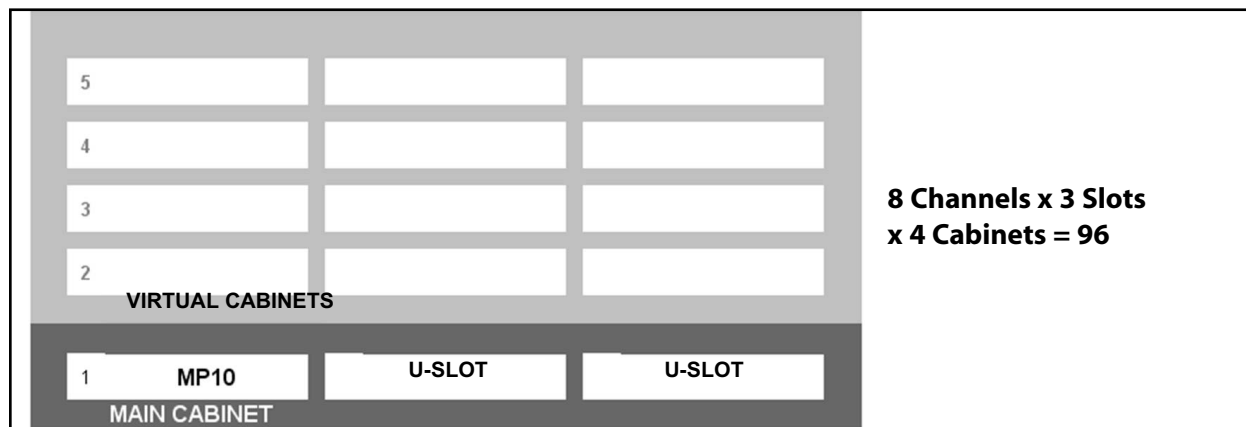 5
4
3
2
VIRTUAL CABINETS
8 Channels x 3 Slots
x 4 Cabinets = 96
1 MP10 U-SLOT U-SLOT
MAIN CABINET